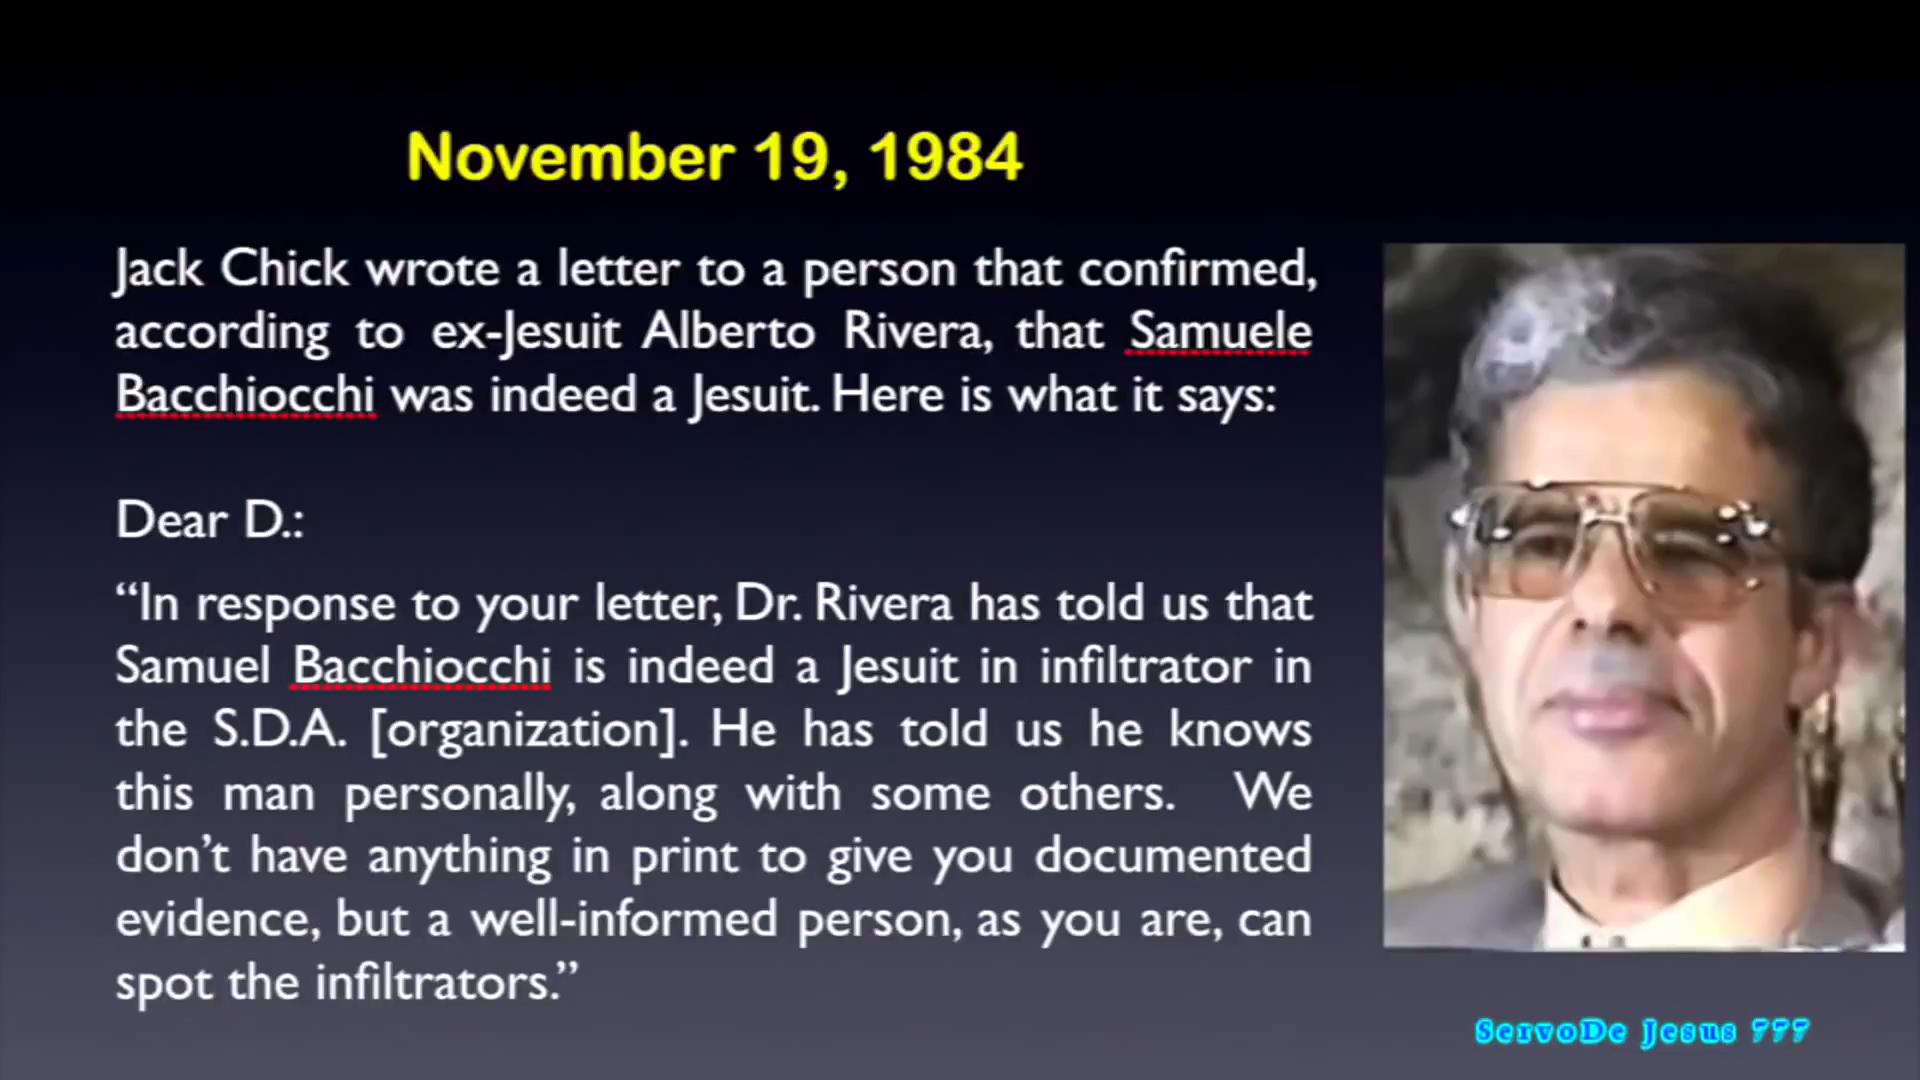 November 19, 1984
Jack Chick wrote a letter to a person that confirmed,
according to ex-Jesuit Alberto Rivera, that Samuele
Bacchiocchi was indeed a Jesuit. Here is what it says:
Dear D.:
“In response to your letter, Dr. Rivera has told us that
Samuel Bacchiocchi is indeed a Jesuit in infiltrator in
the S.D.A. [organization]. He has told us he knows
this man personally, along with some others. We
don’t have anything in print to give you documented
evidence, but a well-informed person, as you are, can
spot the infiltrators.”
ServoDe Jesus 777